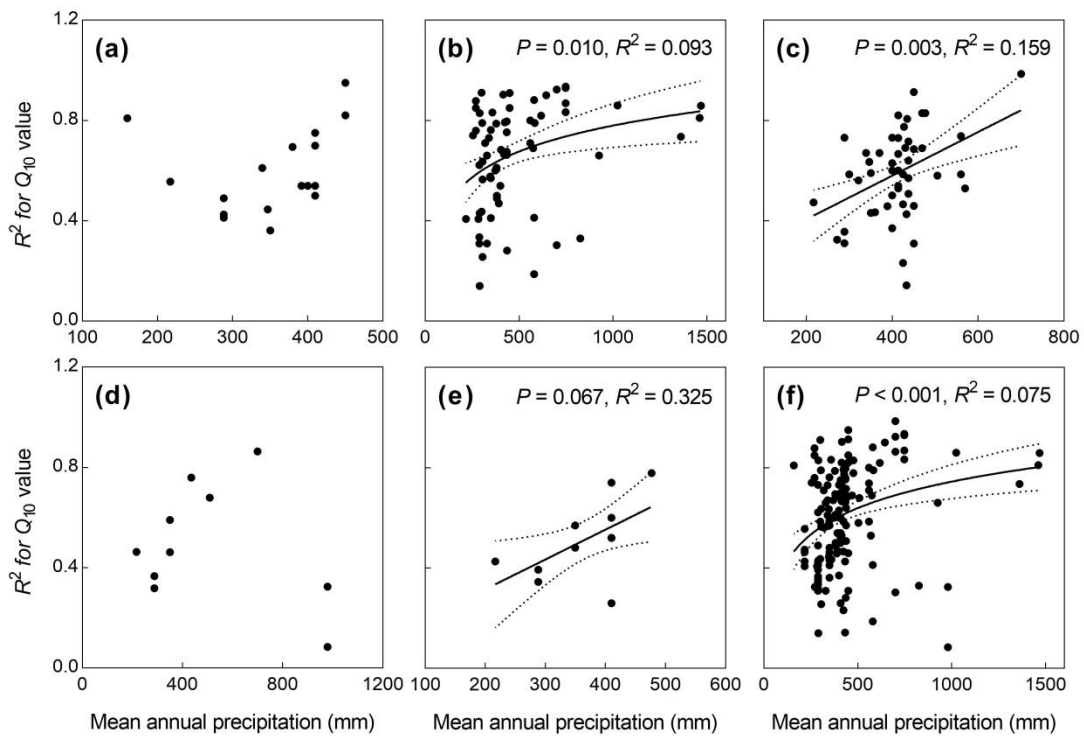 1.2
0.8
0.4
0.0
R² for Q₁₀ value
(a)
100 200 300 400 500
(b)
P = 0.010, R² = 0.093
0 500 1000 1500
(c)
P = 0.003, R² = 0.159
200 400 600 800
1.2
0.8
0.4
0.0
R² for Q₁₀ value
(d)
0 400 800 1200
Mean annual precipitation (mm)
(e)
P = 0.067, R² = 0.325
100 200 300 400 500 600
Mean annual precipitation (mm)
(f)
P < 0.001, R² = 0.075
0 500 1000 1500
Mean annual precipitation (mm)